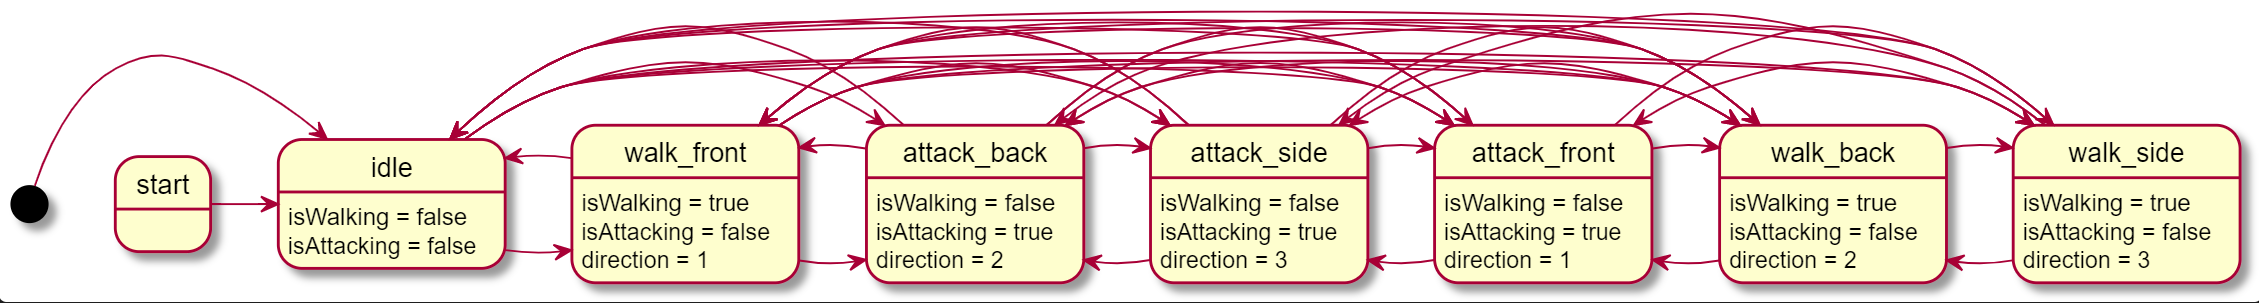 start
idle
isWalking = false
isAttacking = false
walk_front
isWalking = true
isAttacking = false
direction = 1
attack_back
isWalking = false
isAttacking = true
direction = 2
attack_side
isWalking = false
isAttacking = true
direction = 3
attack_front
isWalking = false
isAttacking = true
direction = 1
walk_back
isWalking = true
isAttacking = false
direction = 2
walk_side
isWalking = true
isAttacking = false
direction = 3